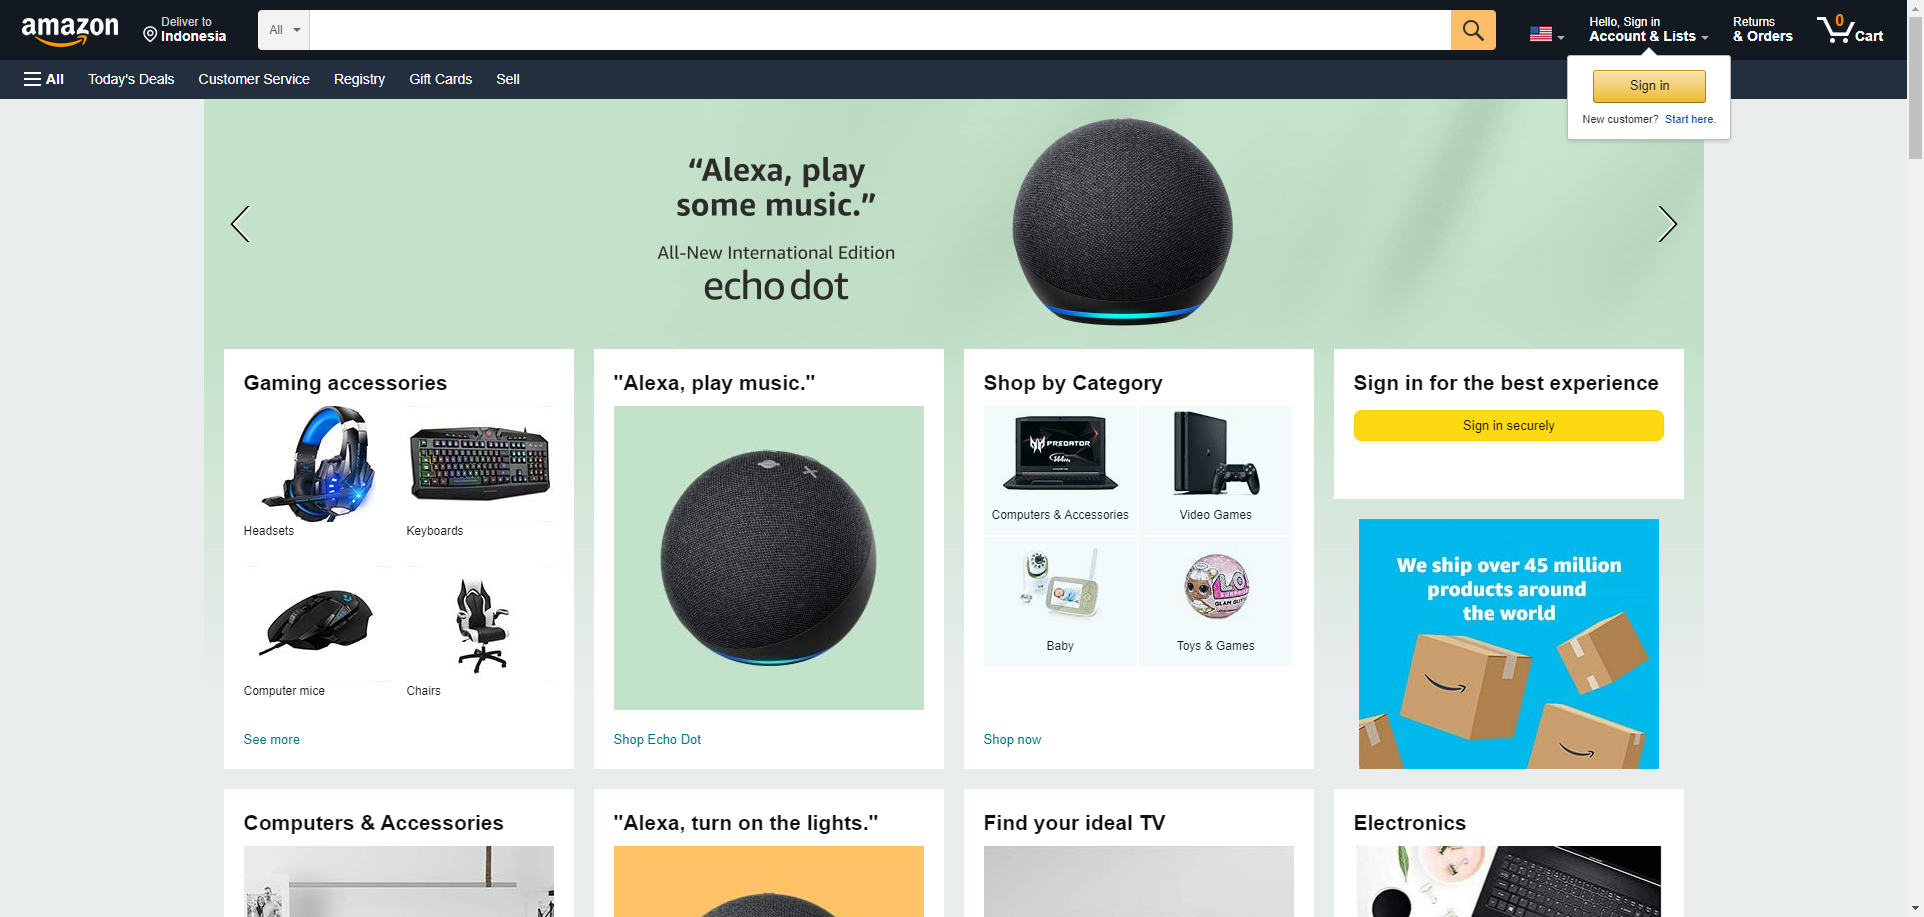 amazon
Deliver to
Indonesia
All
Hello, Sign in
Account & Lists
Returns
& Orders
0
Cart
All
Today's Deals
Customer Service
Registry
Gift Cards
Sell
Sign in
New customer? Start here.
“Alexa, play
some music.”
All-New International Edition
echo dot
Gaming accessories
Headsets
Keyboards
Computer mice
Chairs
See more
"Alexa, play music."
Shop Echo Dot
Shop by Category
PREDATOR
144Hz
Computers & Accessories
Video Games
Baby
L.O.L.
SURPRISE
GLAM GLITTER
Toys & Games
Shop now
Sign in for the best experience
Sign in securely
We ship over 45 million
products around
the world
Computers & Accessories
"Alexa, turn on the lights."
Find your ideal TV
Electronics